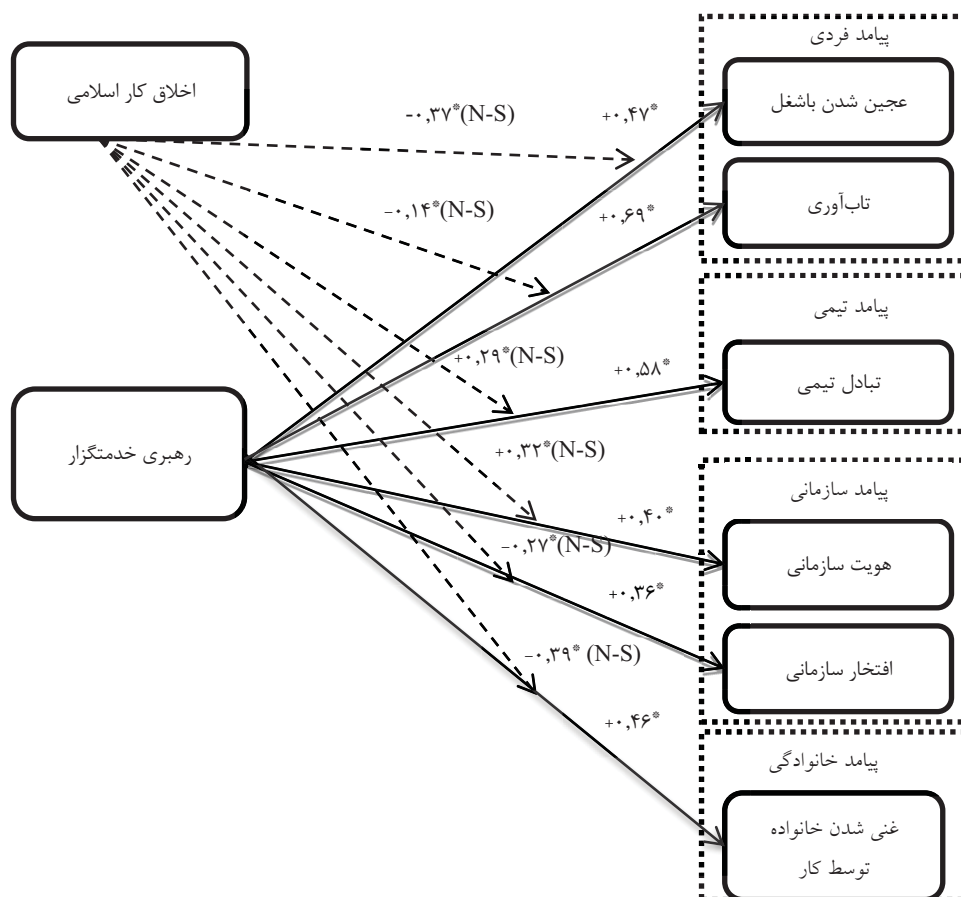 پیامد فردی
اخلاق کار اسلامی
عجین شدن باشغل
-۰,۳۷*(N-S)
+۰,۴۷*
تاب‌آوری
-۰,۱۴*(N-S)
+۰,۶۹*
پیامد تیمی
+۰,۲۹*(N-S)
+۰,۵۸*
تبادل تیمی
رهبری خدمتگزار
+۰,۳۲*(N-S)
پیامد سازمانی
+۰,۴۰*
-۰,۲۷*(N-S)
هویت سازمانی
+۰,۳۶*
-۰,۳۹* (N-S)
افتخار سازمانی
+۰,۴۶*
پیامد خانوادگی
غنی شدن خانواده
توسط کار